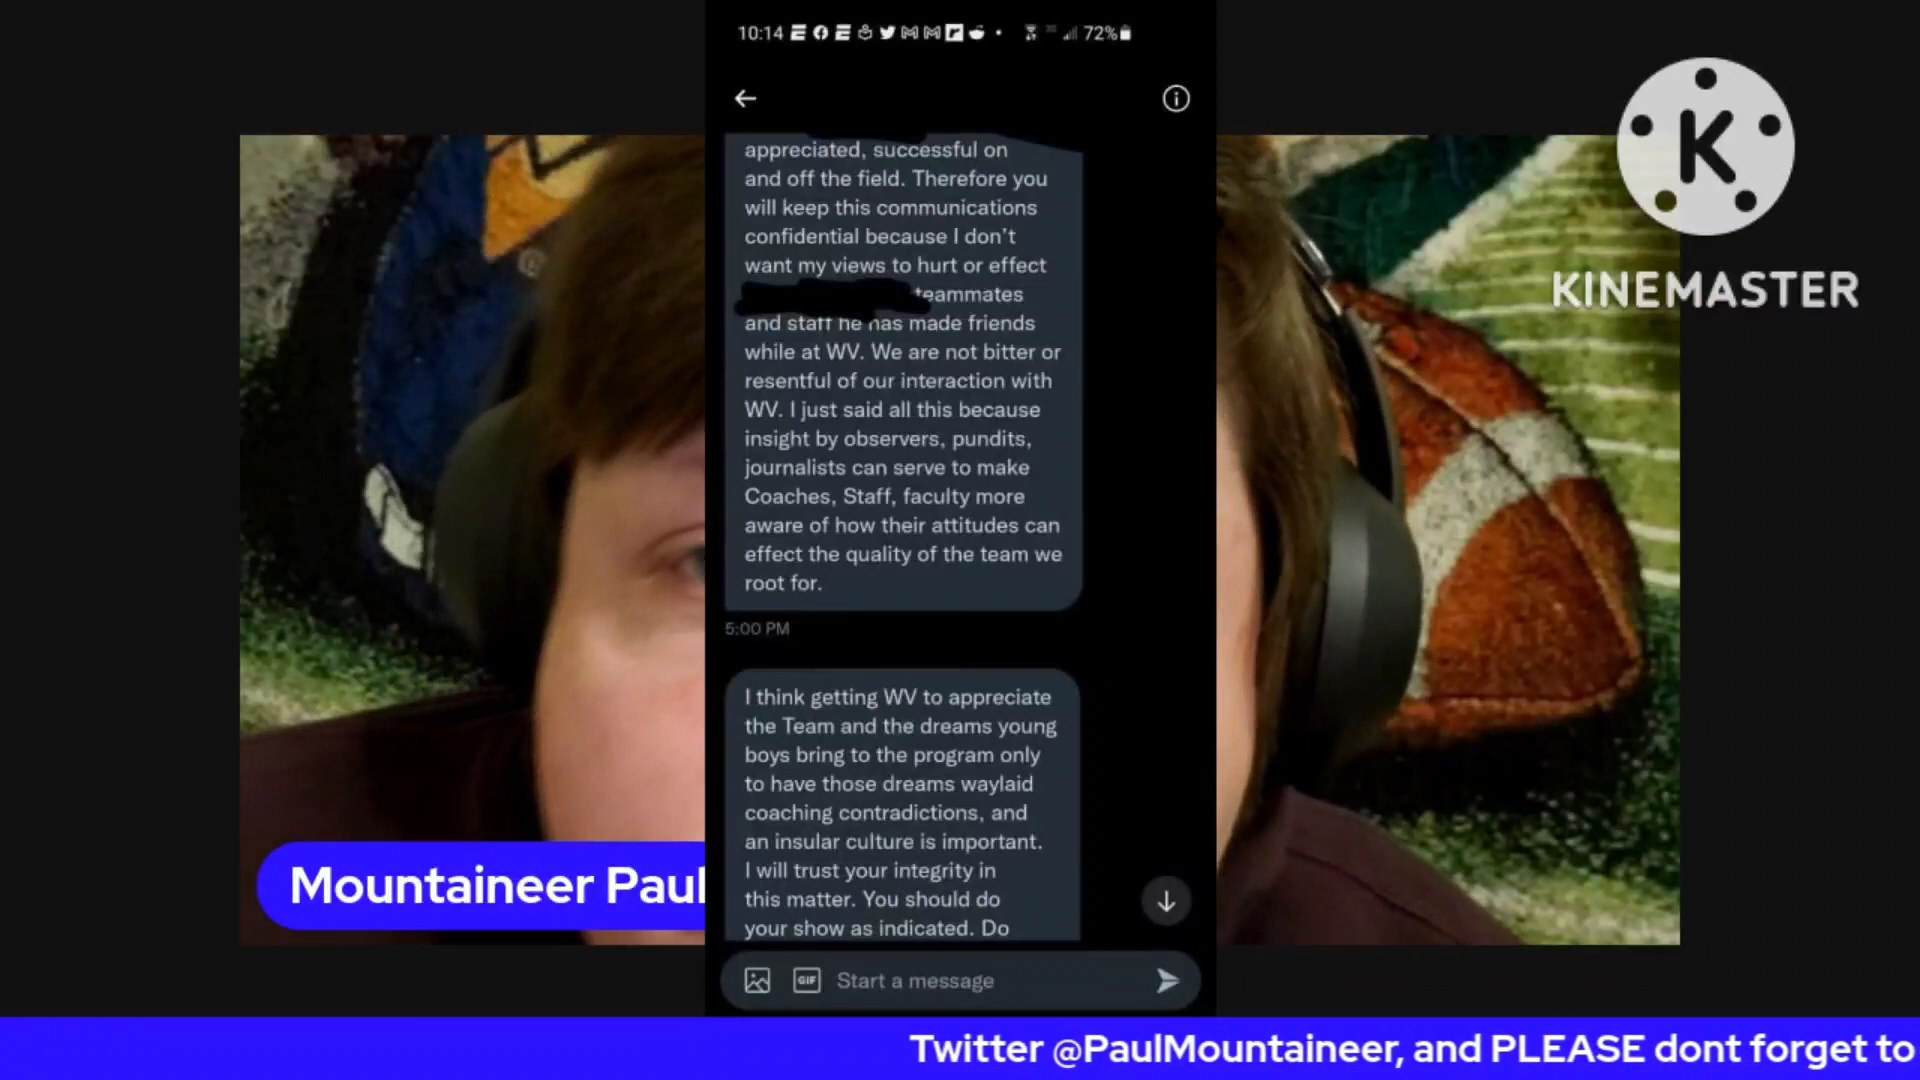 10:14
72%
K
KINEMASTER
appreciated, successful on
and off the field. Therefore you
will keep this communications
confidential because I don't
want my views to hurt or effect
teammates
and staff he has made friends
while at WV. We are not bitter or
resentful of our interaction with
WV. I just said all this because
insight by observers, pundits,
journalists can serve to make
Coaches, Staff, faculty more
aware of how their attitudes can
effect the quality of the team we
root for.
5:00 PM
I think getting WV to appreciate
the Team and the dreams young
boys bring to the program only
to have those dreams waylaid
coaching contradictions, and
an insular culture is important.
I will trust your integrity in
this matter. You should do
your show as indicated. Do
GIF Start a message
Mountaineer Paul
Twitter @PaulMountaineer, and PLEASE dont forget to